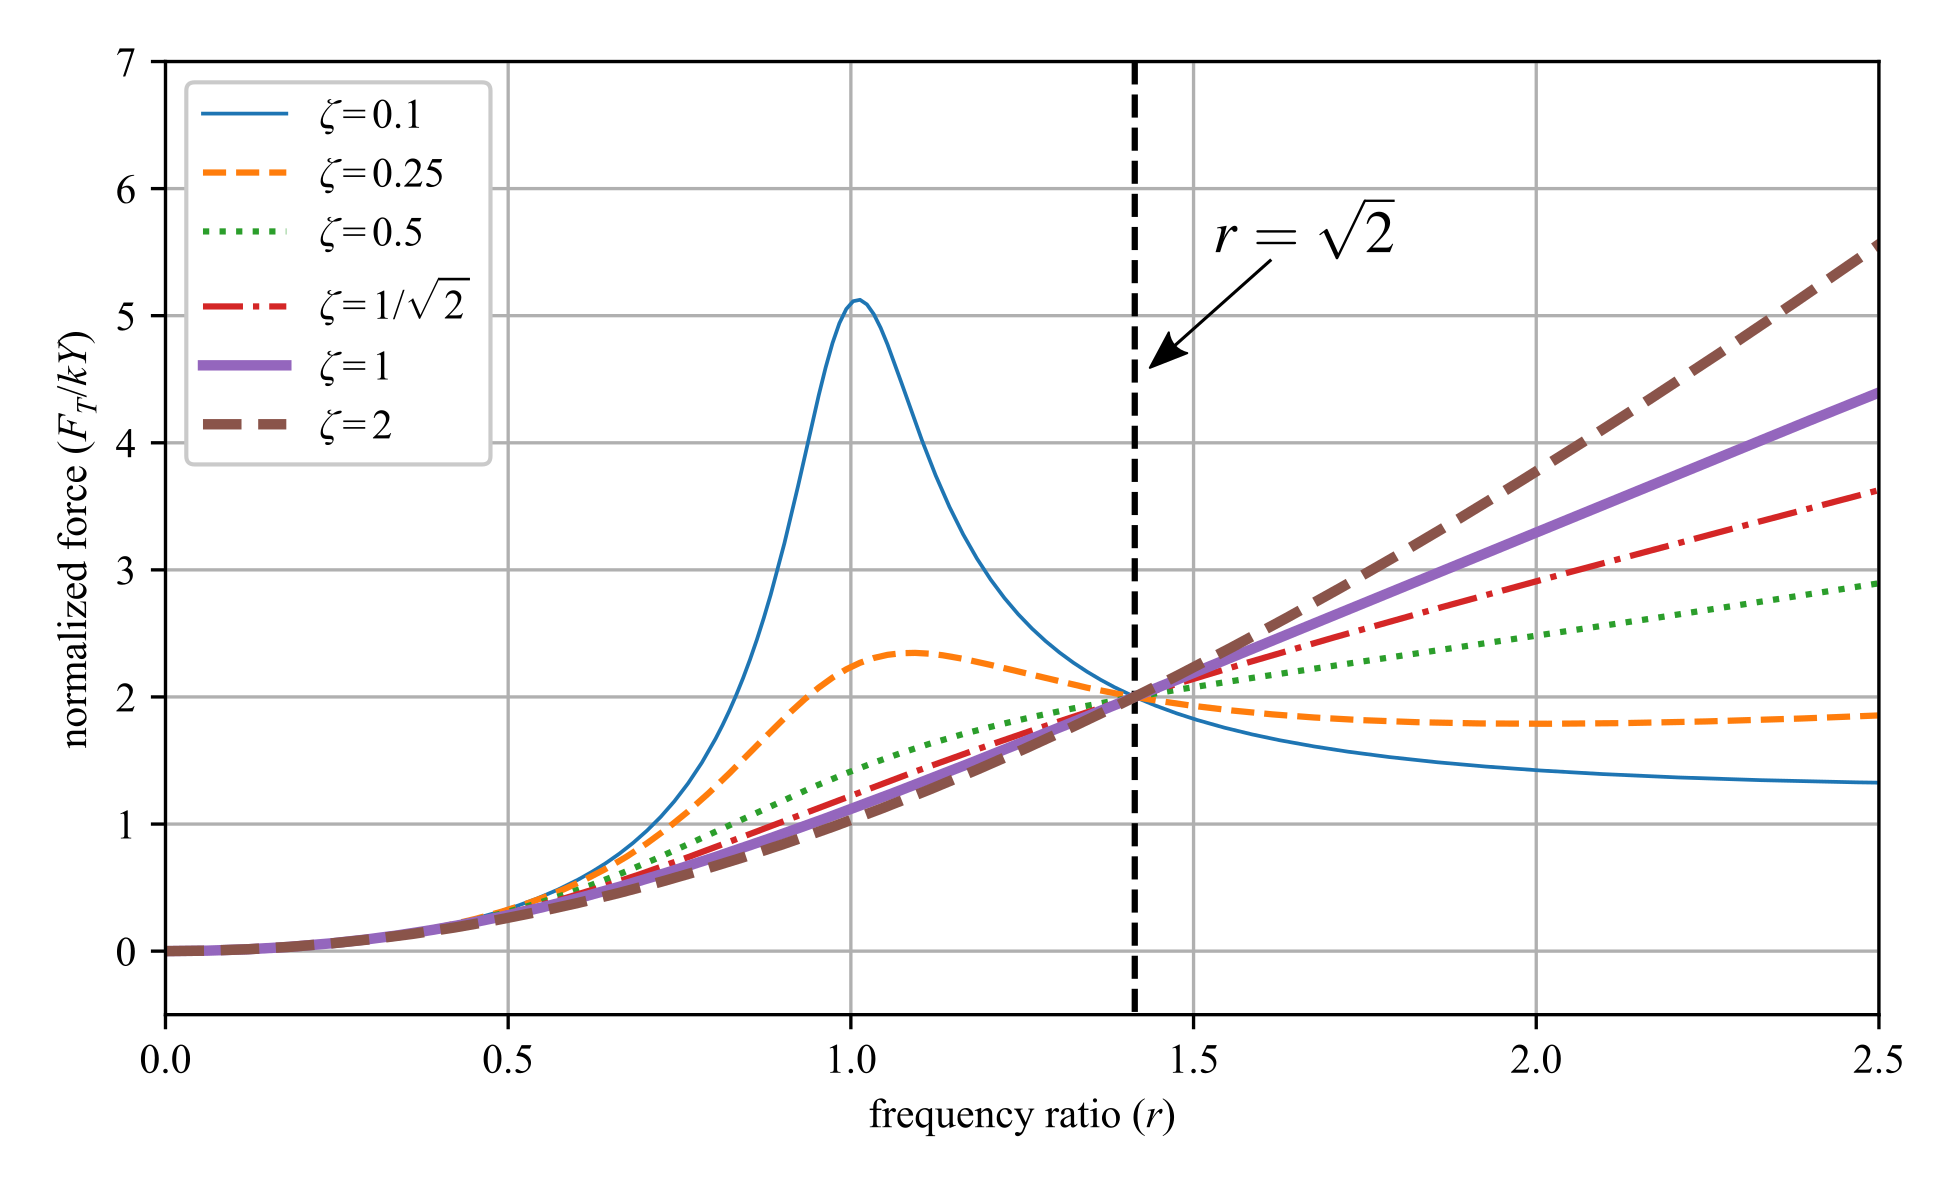 7
6
5
4
3
2
1
0
normalized force (F_T/kY)
ζ=0.1
ζ=0.25
ζ=0.5
ζ=1/√2
ζ=1
ζ=2
r = √2
0.0 0.5 1.0 1.5 2.0 2.5
frequency ratio (r)